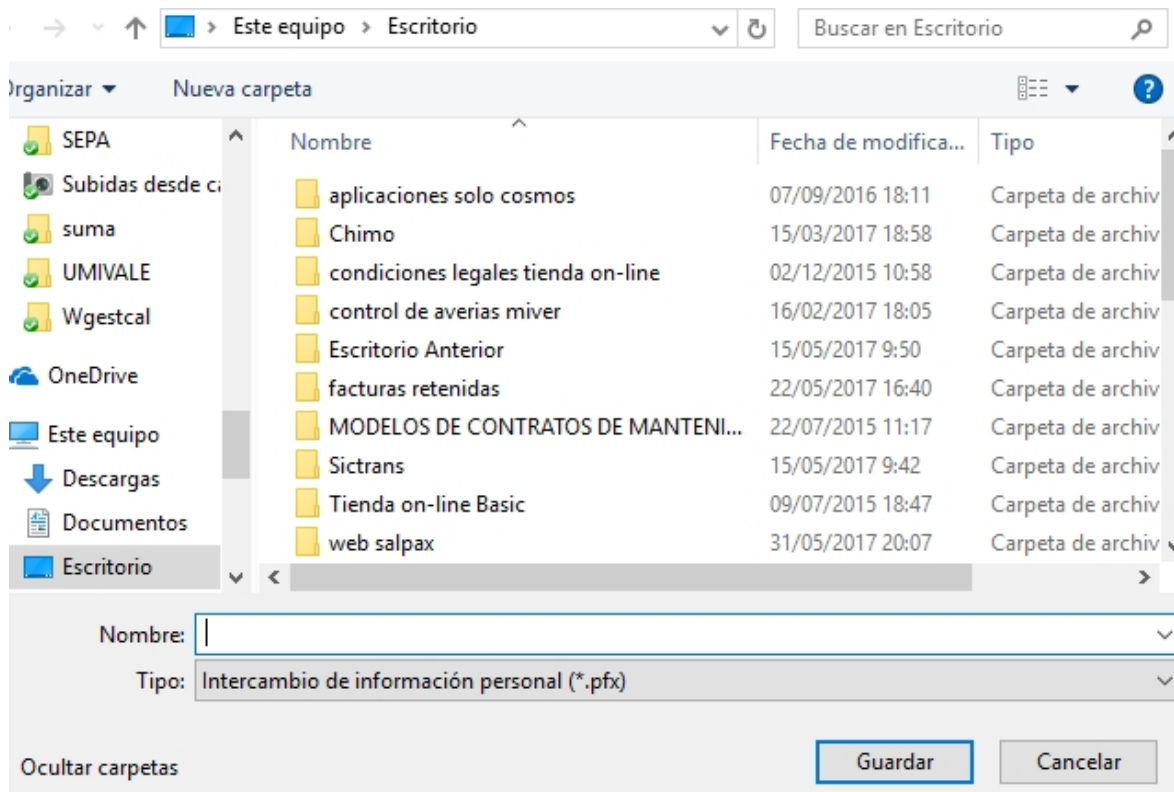 Este equipo > Escritorio
Buscar en Escritorio
Organizar
Nueva carpeta
?
SEPA
Subidas desde ca
suma
UMIVALE
Wgestcal
OneDrive
Este equipo
Descargas
Documentos
Escritorio
Nombre Fecha de modifica... Tipo
aplicaciones solo cosmos 07/09/2016 18:11 Carpeta de archiv
Chimo 15/03/2017 18:58 Carpeta de archiv
condiciones legales tienda on-line 02/12/2015 10:58 Carpeta de archiv
control de averias miver 16/02/2017 18:05 Carpeta de archiv
Escritorio Anterior 15/05/2017 9:50 Carpeta de archiv
facturas retenidas 22/05/2017 16:40 Carpeta de archiv
MODELOS DE CONTRATOS DE MANTENI... 22/07/2015 11:17 Carpeta de archiv
Sictrans 15/05/2017 9:42 Carpeta de archiv
Tienda on-line Basic 09/07/2015 18:47 Carpeta de archiv
web salpax 31/05/2017 20:07 Carpeta de archiv
Nombre:
Tipo: Intercambio de información personal (*.pfx)
Ocultar carpetas
Guardar
Cancelar